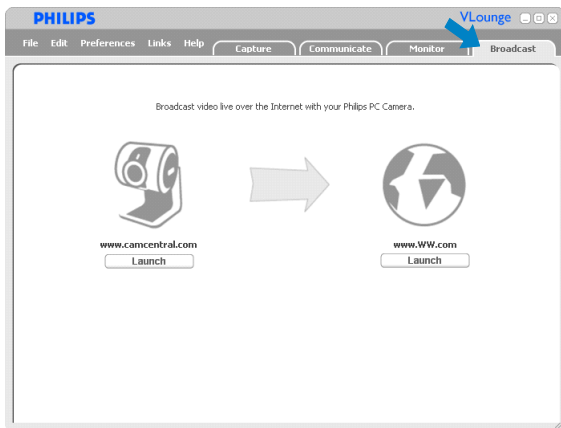 PHILIPS VLounge
File Edit Preferences Links Help Capture Communicate Monitor Broadcast
Broadcast video live over the Internet with your Philips PC Camera.
www.camcentral.com www.WW.com
Launch Launch